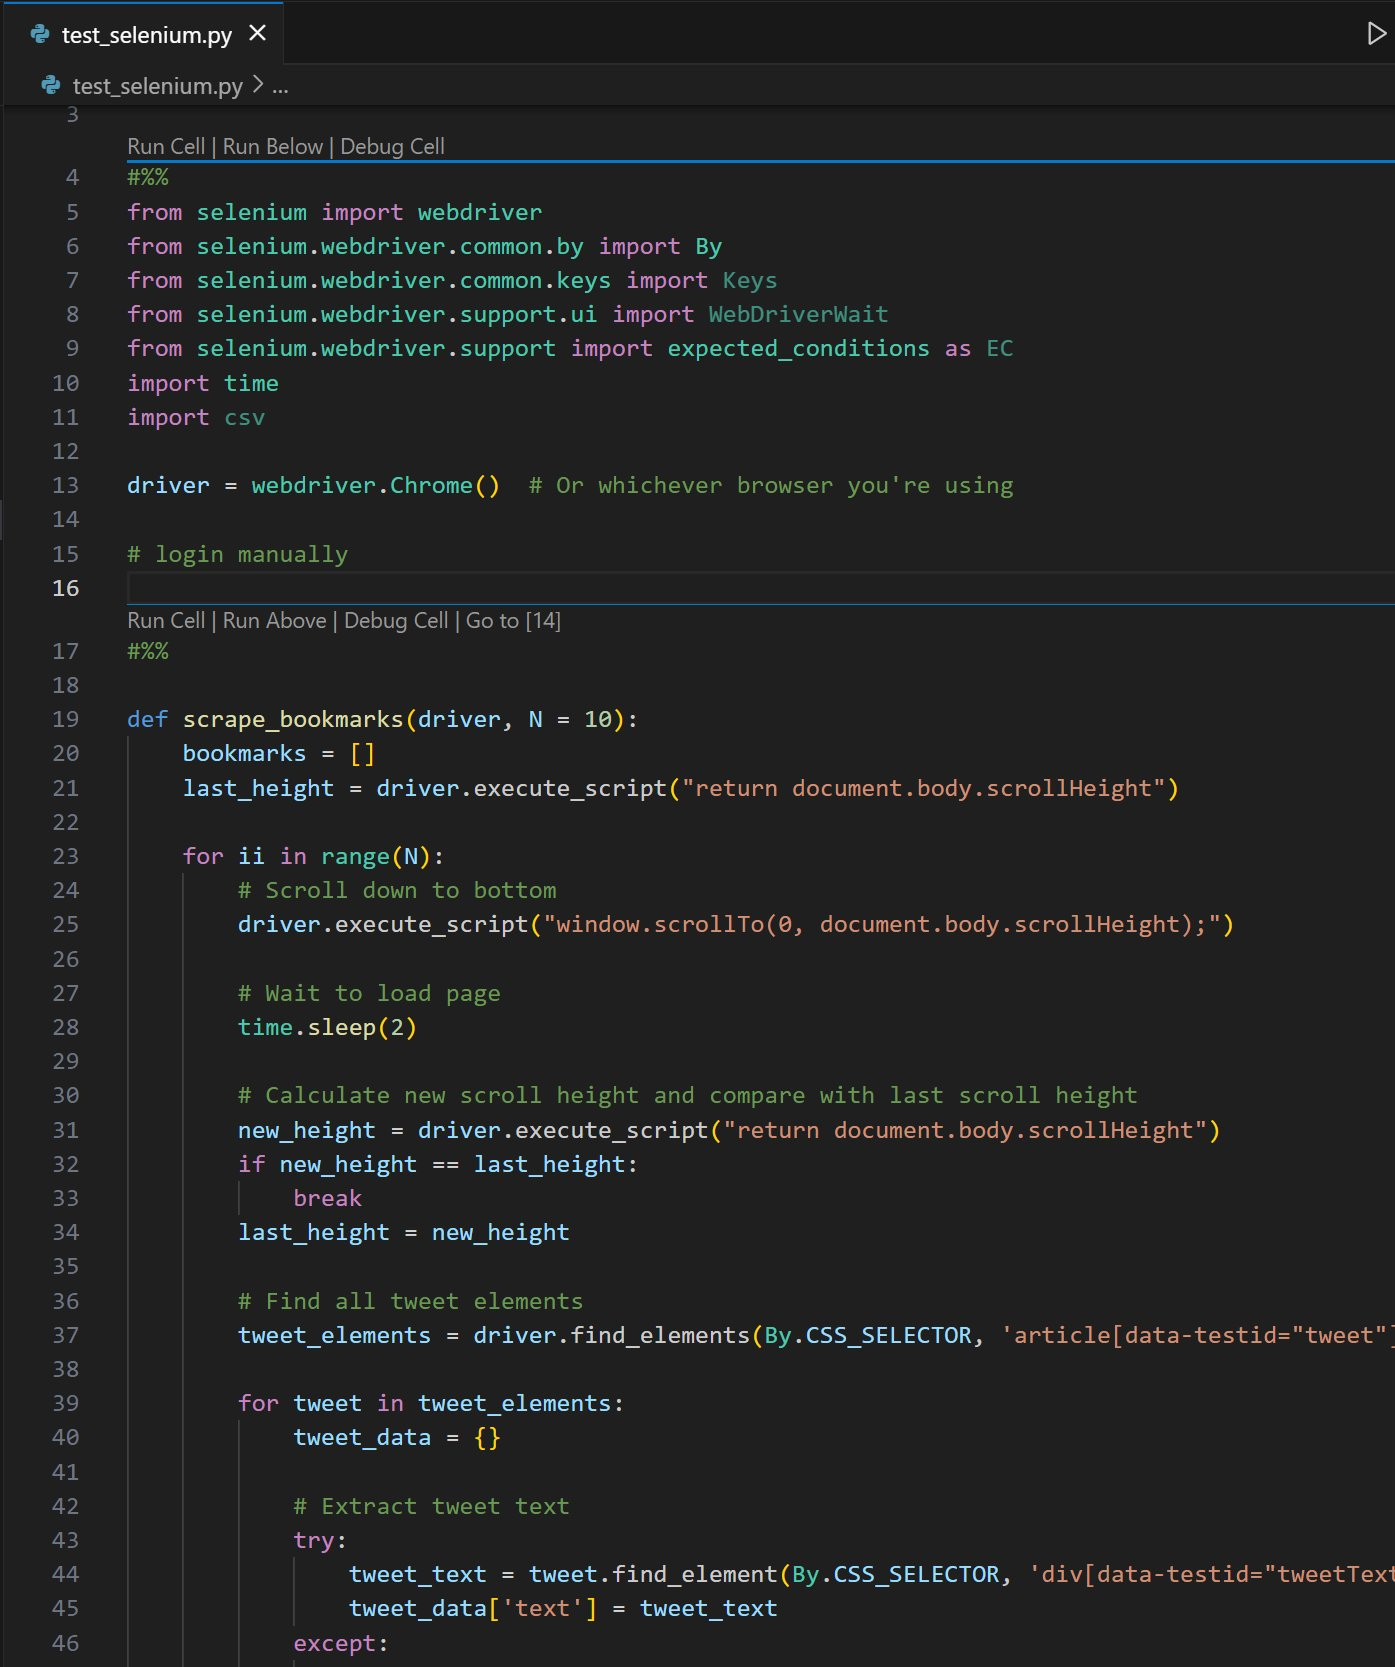 test_selenium.py
test_selenium.py > ...
3
Run Cell | Run Below | Debug Cell
4 #%%
5 from selenium import webdriver
6 from selenium.webdriver.common.by import By
7 from selenium.webdriver.common.keys import Keys
8 from selenium.webdriver.support.ui import WebDriverWait
9 from selenium.webdriver.support import expected_conditions as EC
10 import time
11 import csv
12
13 driver = webdriver.Chrome()  # Or whichever browser you're using
14
15 # login manually
16
Run Cell | Run Above | Debug Cell | Go to [14]
17 #%%
18
19 def scrape_bookmarks(driver, N = 10):
20     bookmarks = []
21     last_height = driver.execute_script("return document.body.scrollHeight")
22
23     for ii in range(N):
24         # Scroll down to bottom
25         driver.execute_script("window.scrollTo(0, document.body.scrollHeight);")
26
27         # Wait to load page
28         time.sleep(2)
29
30         # Calculate new scroll height and compare with last scroll height
31         new_height = driver.execute_script("return document.body.scrollHeight")
32         if new_height == last_height:
33             break
34         last_height = new_height
35
36         # Find all tweet elements
37         tweet_elements = driver.find_elements(By.CSS_SELECTOR, 'article[data-testid="tweet"]
38
39         for tweet in tweet_elements:
40             tweet_data = {}
41
42             # Extract tweet text
43             try:
44                 tweet_text = tweet.find_element(By.CSS_SELECTOR, 'div[data-testid="tweetText
45                 tweet_data['text'] = tweet_text
46             except: